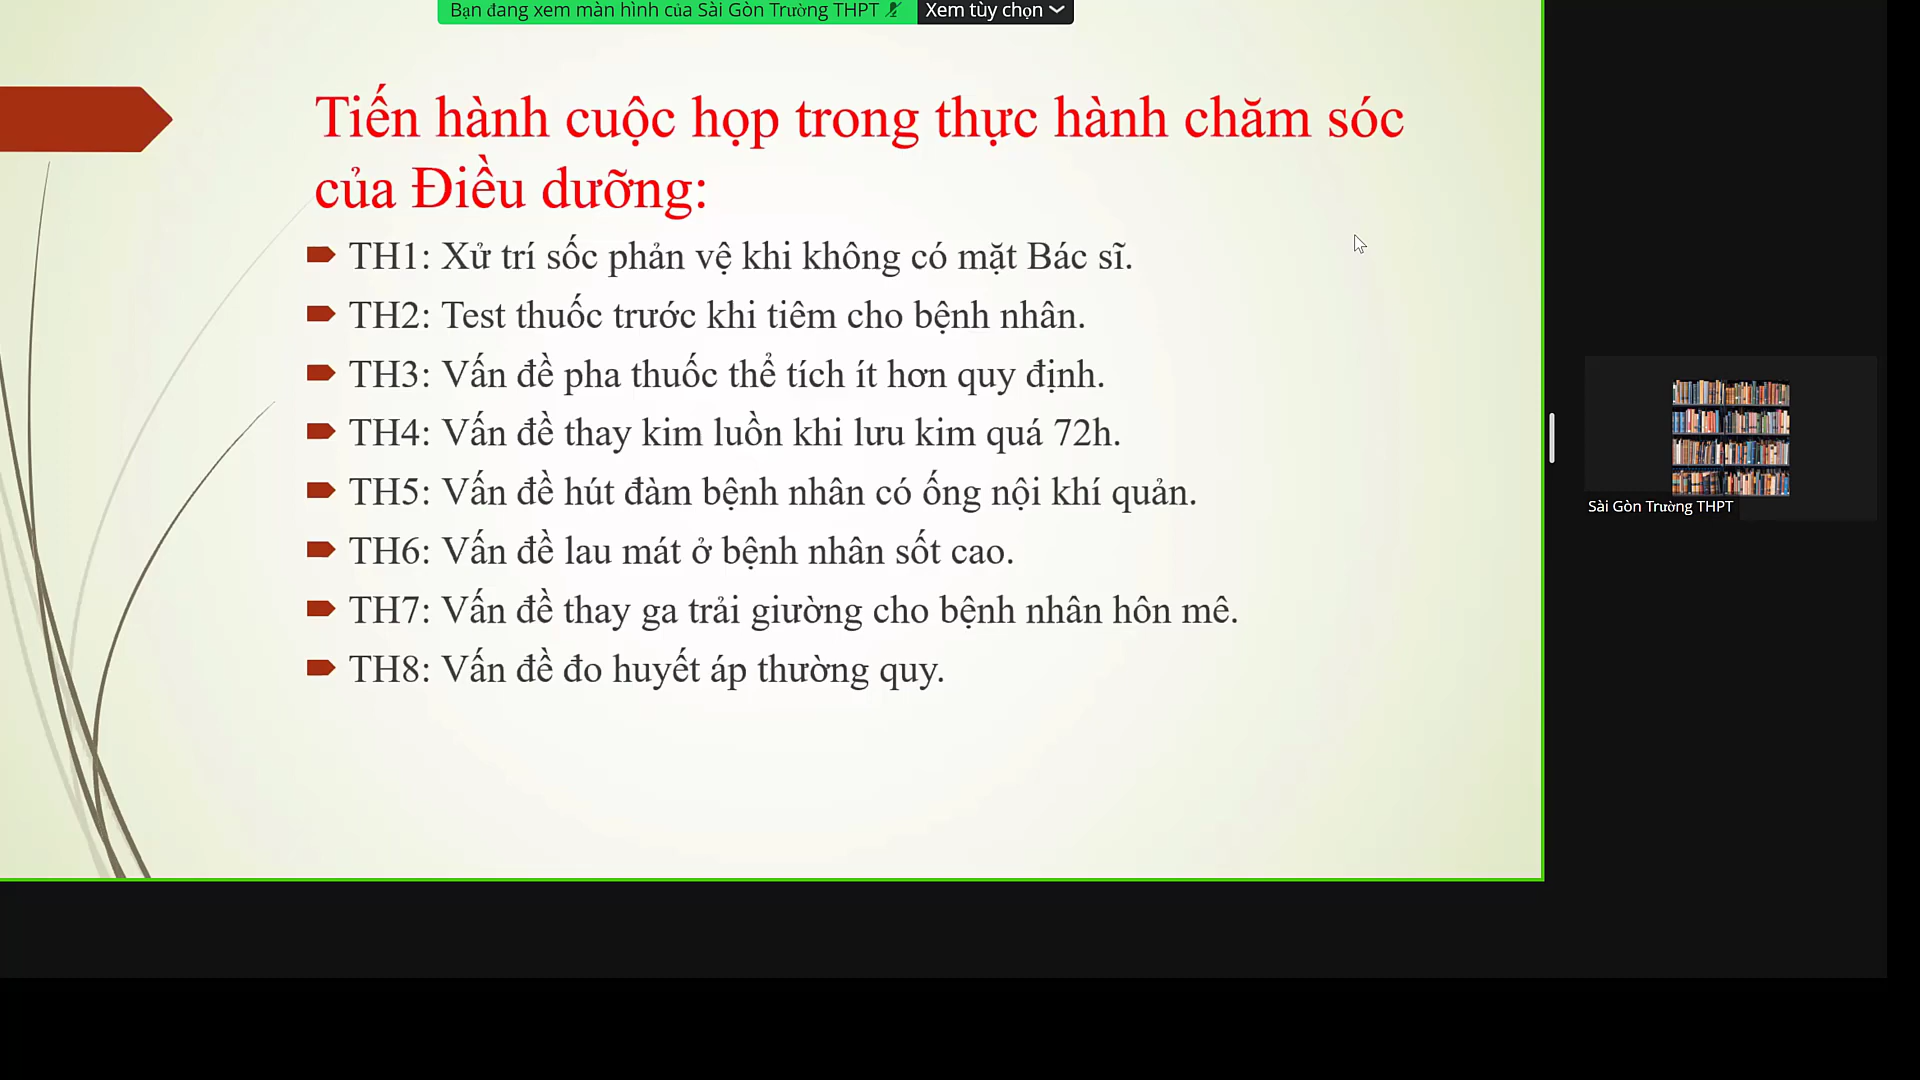 Bạn đang xem màn hình của Sài Gòn Trường THPT
Xem tùy chọn
Tiến hành cuộc họp trong thực hành chăm sóc
của Điều dưỡng:
TH1: Xử trí sốc phản vệ khi không có mặt Bác sĩ.
TH2: Test thuốc trước khi tiêm cho bệnh nhân.
TH3: Vấn đề pha thuốc thể tích ít hơn quy định.
TH4: Vấn đề thay kim luồn khi lưu kim quá 72h.
TH5: Vấn đề hút đàm bệnh nhân có ống nội khí quản.
TH6: Vấn đề lau mát ở bệnh nhân sốt cao.
TH7: Vấn đề thay ga trải giường cho bệnh nhân hôn mê.
TH8: Vấn đề đo huyết áp thường quy.
Sài Gòn Trường THPT